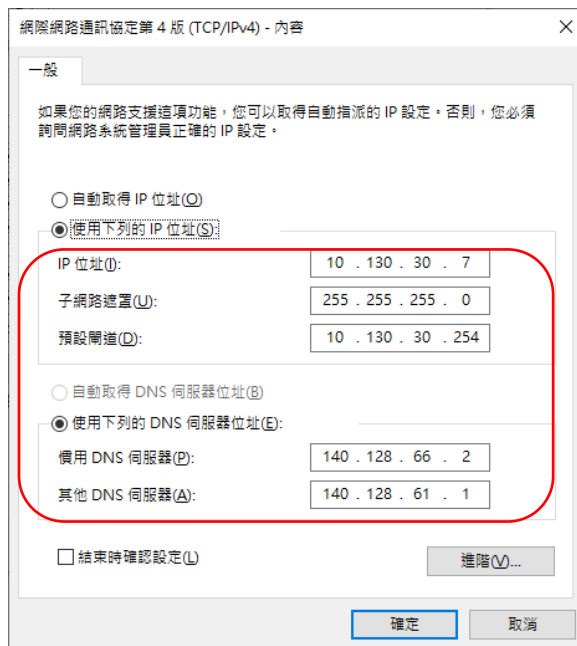 網際網路通訊協定第 4 版 (TCP/IPv4) - 內容
一般
如果您的網路支援這項功能，您可以取得自動指派的 IP 設定。否則，您必須
詢問網路系統管理員正確的 IP 設定。
自動取得 IP 位址(O)
使用下列的 IP 位址(S):
IP 位址(I): 10 . 130 . 30 . 7
子網路遮罩(U): 255 . 255 . 255 . 0
預設閘道(D): 10 . 130 . 30 . 254
自動取得 DNS 伺服器位址(B)
使用下列的 DNS 伺服器位址(E):
慣用 DNS 伺服器(P): 140 . 128 . 66 . 2
其他 DNS 伺服器(A): 140 . 128 . 61 . 1
結束時確認設定(L)
進階(V)...
確定 取消